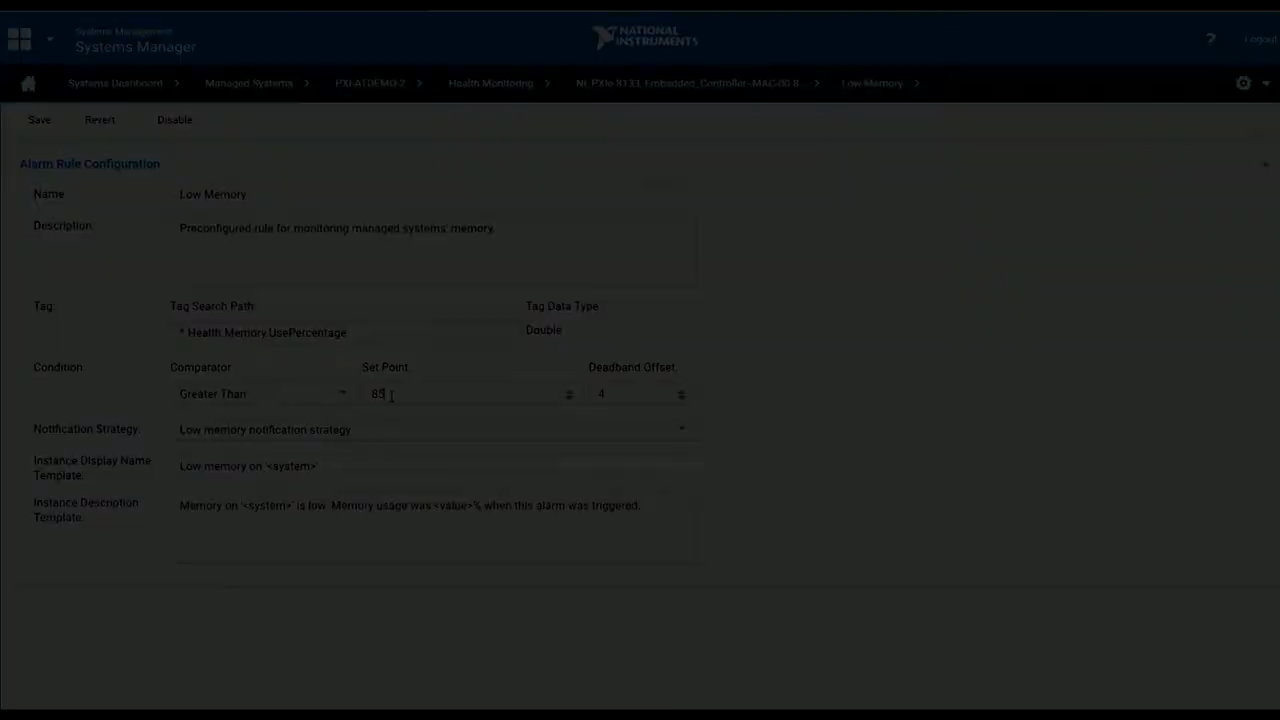 Systems Management
Systems Manager
NATIONAL INSTRUMENTS
?
Logout
Systems Dashboard > Managed Systems > PXI-ATDEMO-2 > Health Monitoring > NI_PXIe-8133_Embedded_Controller--MAC-00-8... > Low Memory >
Save Revert Disable
Alarm Rule Configuration
Name Low Memory
Description: Preconfigured rule for monitoring managed systems' memory.
Tag: Tag Search Path: Tag Data Type
*.Health.Memory.UsePercentage Double
Condition Comparator Set Point: Deadband Offset:
Greater Than 85 4
Notification Strategy: Low memory notification strategy
Instance Display Name Template: Low memory on '<system>'
Instance Description Template: Memory on '<system>' is low. Memory usage was <value>% when this alarm was triggered.